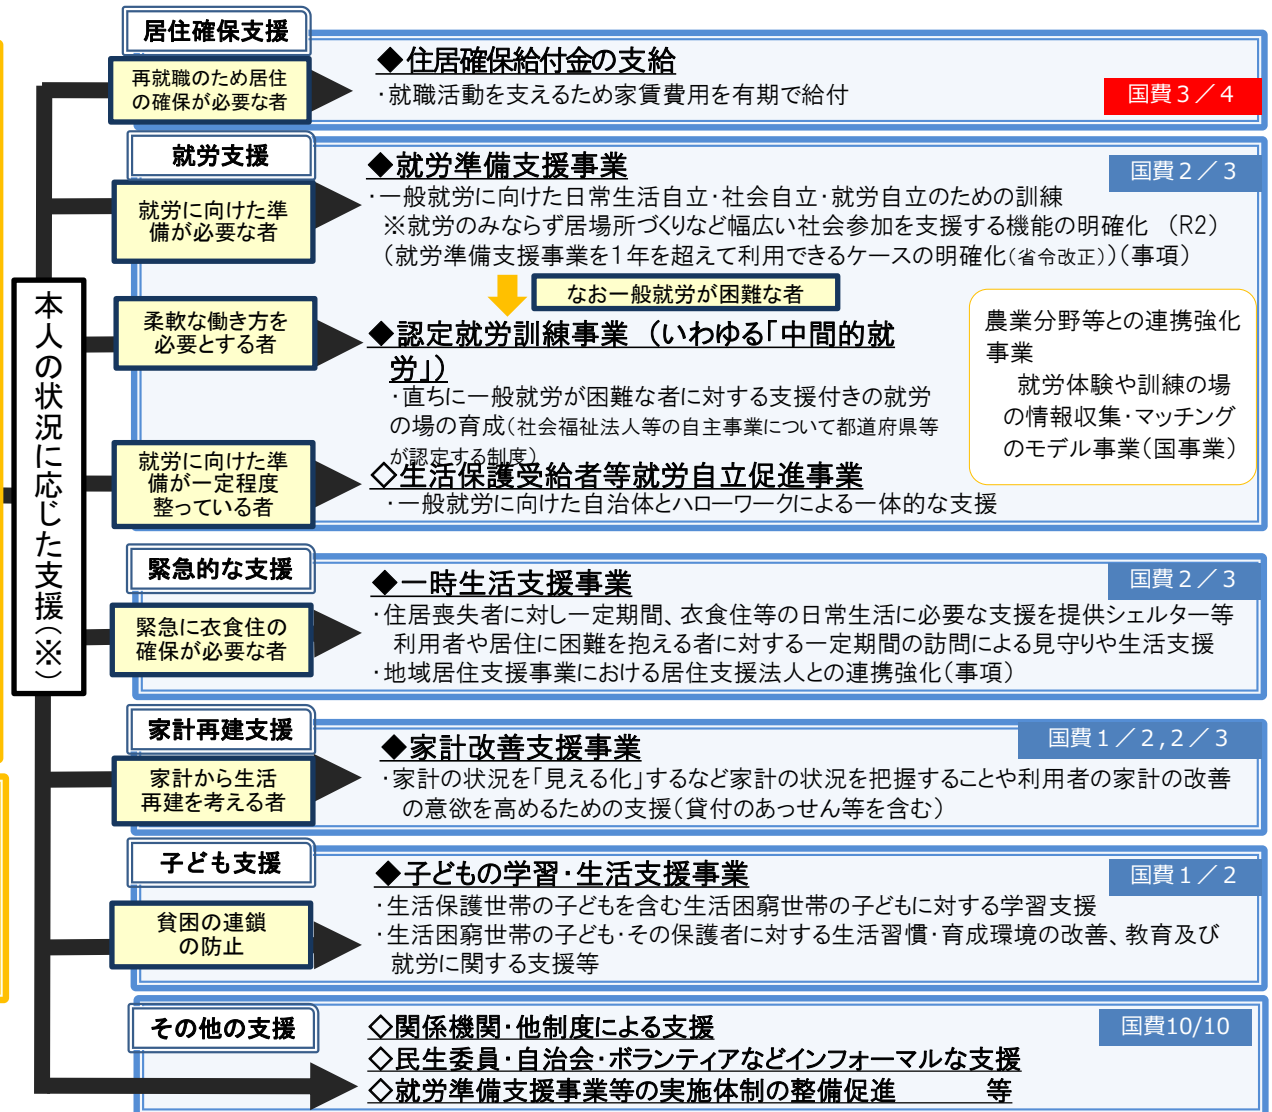 本人の状況に応じた支援（※）
居住確保支援
再就職のため居住
の確保が必要な者
◆住居確保給付金の支給
・就職活動を支えるため家賃費用を有期で給付
国費３／４
就労支援
就労に向けた準
備が必要な者
◆就労準備支援事業
国費２／３
・一般就労に向けた日常生活自立・社会自立・就労自立のための訓練
※就労のみならず居場所づくりなど幅広い社会参加を支援する機能の明確化 （R2）
（就労準備支援事業を1年を超えて利用できるケースの明確化（省令改正））（事項）
なお一般就労が困難な者
柔軟な働き方を
必要とする者
◆認定就労訓練事業 （いわゆる「中間的就
労」）
・直ちに一般就労が困難な者に対する支援付きの就労
の場の育成（社会福祉法人等の自主事業について都道府県等
が認定する制度）
農業分野等との連携強化
事業
就労体験や訓練の場
の情報収集・マッチング
のモデル事業（国事業）
就労に向けた準
備が一定程度
整っている者
◇生活保護受給者等就労自立促進事業
・一般就労に向けた自治体とハローワークによる一体的な支援
緊急的な支援
緊急に衣食住の
確保が必要な者
◆一時生活支援事業
国費２／３
・住居喪失者に対し一定期間、衣食住等の日常生活に必要な支援を提供シェルター等
利用者や居住に困難を抱える者に対する一定期間の訪問による見守りや生活支援
・地域居住支援事業における居住支援法人との連携強化（事項）
家計再建支援
家計から生活
再建を考える者
◆家計改善支援事業
国費１／２,２／３
・家計の状況を「見える化」するなど家計の状況を把握することや利用者の家計の改善
の意欲を高めるための支援（貸付のあっせん等を含む）
子ども支援
貧困の連鎖
の防止
◆子どもの学習・生活支援事業
国費１／２
・生活保護世帯の子どもを含む生活困窮世帯の子どもに対する学習支援
・生活困窮世帯の子ども・その保護者に対する生活習慣・育成環境の改善、教育及び
就労に関する支援等
その他の支援
◇関係機関・他制度による支援
国費10/10
◇民生委員・自治会・ボランティアなどインフォーマルな支援
◇就労準備支援事業等の実施体制の整備促進 等